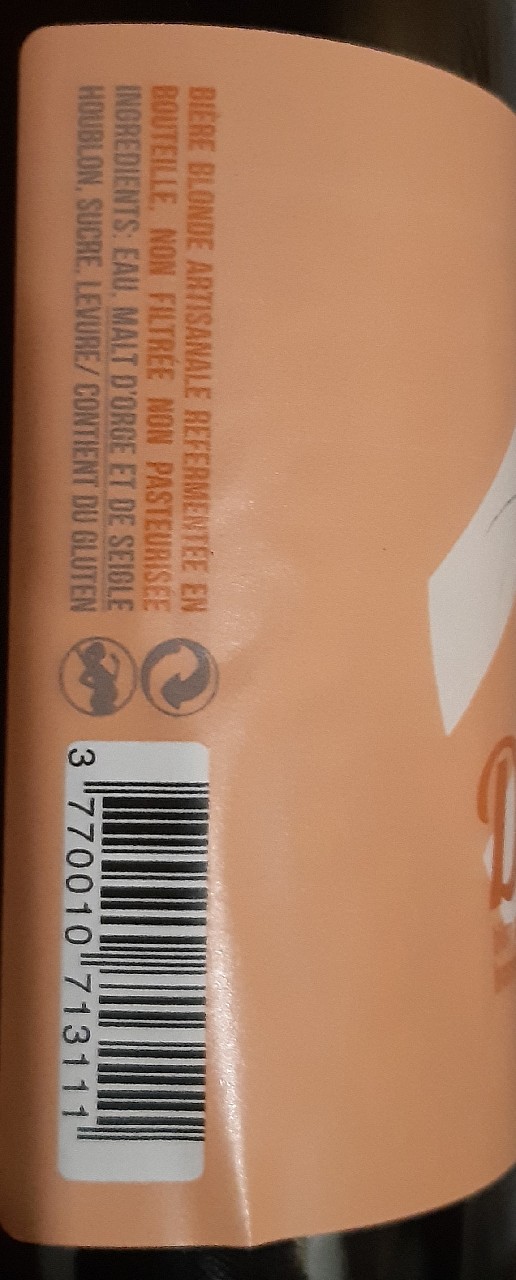 BIÈRE BLONDE ARTISANALE REFERMENTÉE EN
BOUTEILLE, NON FILTRÉE NON PASTEURISÉE
INGREDIENTS: EAU, MALT D'ORGE ET DE SEIGLE
HOUBLON, SUCRE, LEVURE/ CONTIENT DU GLUTEN
3 770010 713111